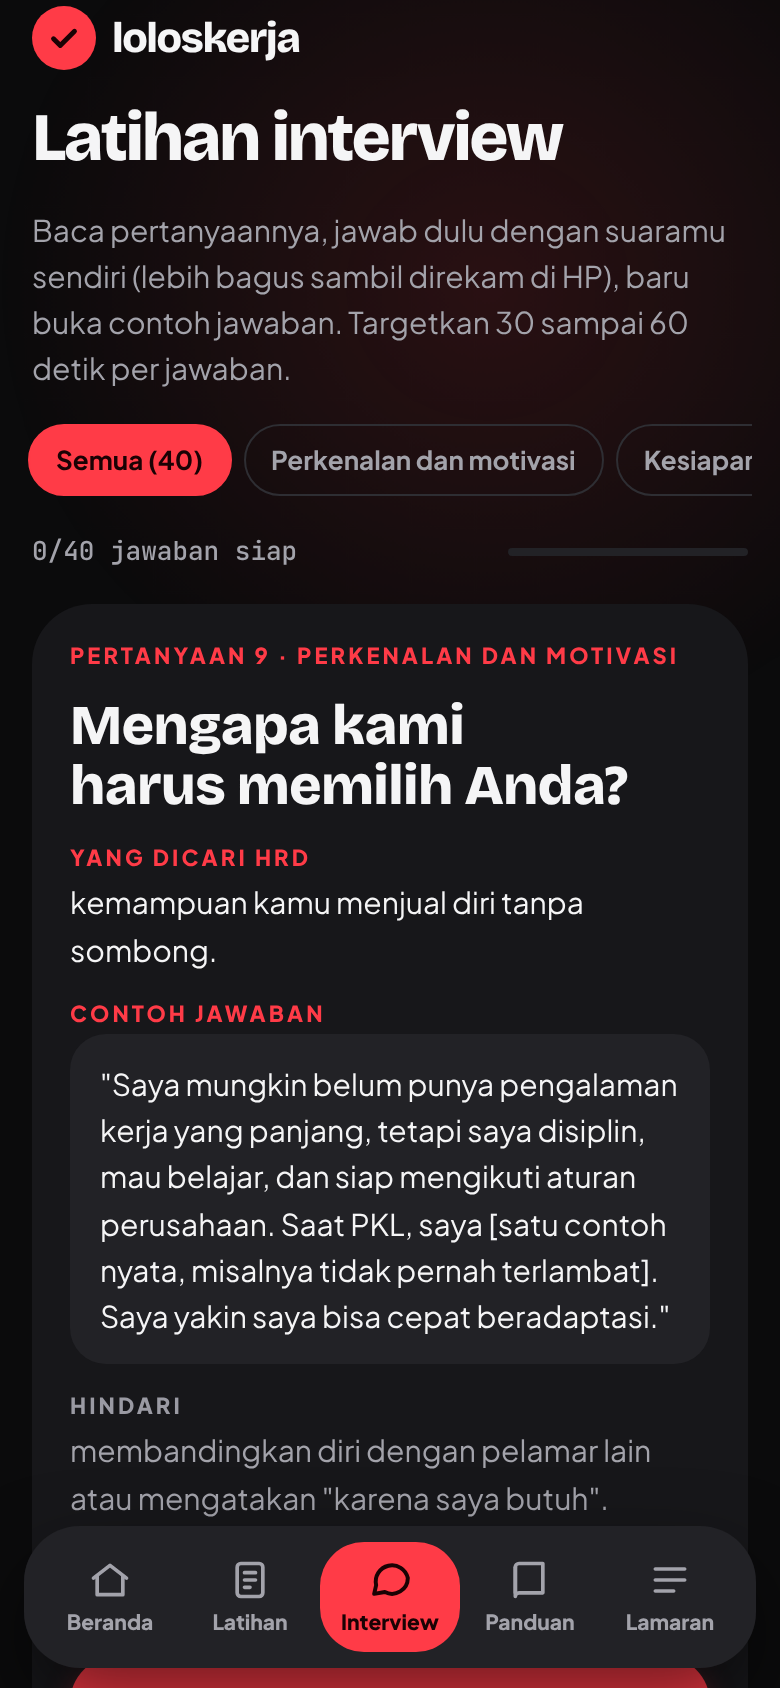 loloskerja
Latihan interview
Baca pertanyaannya, jawab dulu dengan suaramu
sendiri (lebih bagus sambil direkam di HP), baru
buka contoh jawaban. Targetkan 30 sampai 60
detik per jawaban.
Semua (40)
Perkenalan dan motivasi
Kesiapan
0/40 jawaban siap
PERTANYAAN 9 · PERKENALAN DAN MOTIVASI
Mengapa kami
harus memilih Anda?
YANG DICARI HRD
kemampuan kamu menjual diri tanpa
sombong.
CONTOH JAWABAN
"Saya mungkin belum punya pengalaman
kerja yang panjang, tetapi saya disiplin,
mau belajar, dan siap mengikuti aturan
perusahaan. Saat PKL, saya [satu contoh
nyata, misalnya tidak pernah terlambat].
Saya yakin saya bisa cepat beradaptasi."
HINDARI
membandingkan diri dengan pelamar lain
atau mengatakan "karena saya butuh".
Beranda
Latihan
Interview
Panduan
Lamaran